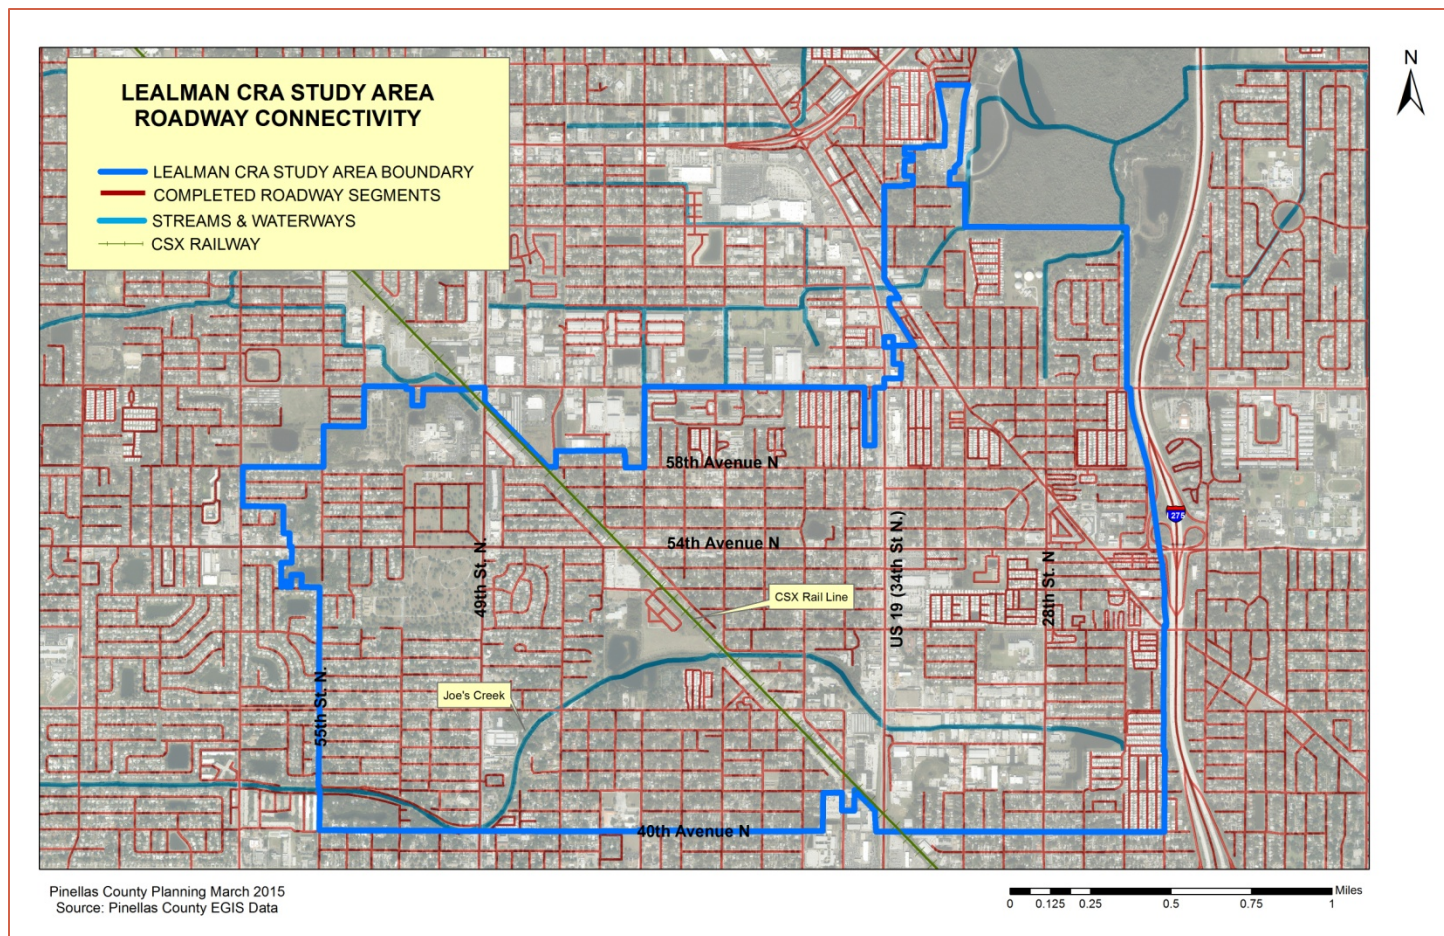 LEALMAN CRA STUDY AREA
ROADWAY CONNECTIVITY
LEALMAN CRA STUDY AREA BOUNDARY
COMPLETED ROADWAY SEGMENTS
STREAMS & WATERWAYS
CSX RAILWAY
N
58th Avenue N
54th Avenue N
49th St. N.
US 19 (34th St N.)
28th St. N
275
CSX Rail Line
Joe's Creek
55th St. N.
40th Avenue N
Pinellas County Planning March 2015
Source: Pinellas County EGIS Data
Miles
0 0.125 0.25 0.5 0.75 1